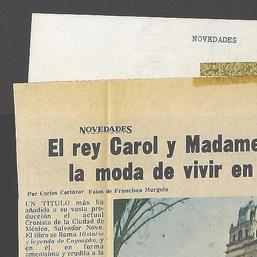 NOVEDADES
NOVEDADES
El rey Carol y Madame
la moda de vivir en
Por Carlos Cortázar. Fotos de Francisco Murguía
UN TITULO más ha
añadido a su vasta pro-
ducción el actual
Cronista de la Ciudad de
México, Salvador Novo.
El libro se llama Historia
y leyenda de Coyoacán, y
en él, en forma
amenísima y erudita a la